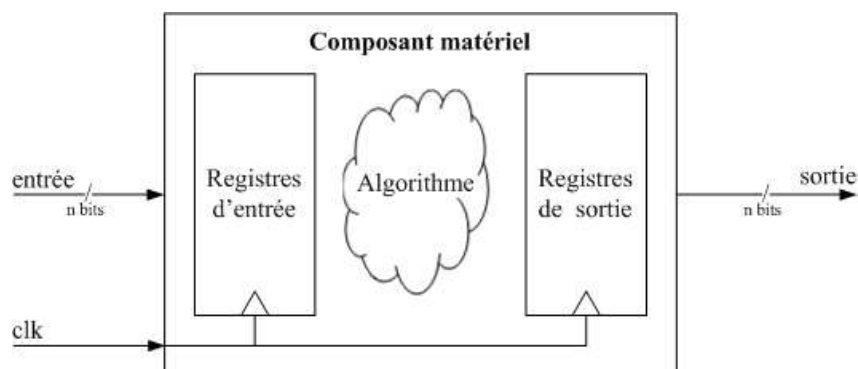 Composant matériel
entrée
n bits
Registres
d'entrée
Algorithme
Registres
de sortie
sortie
n bits
clk